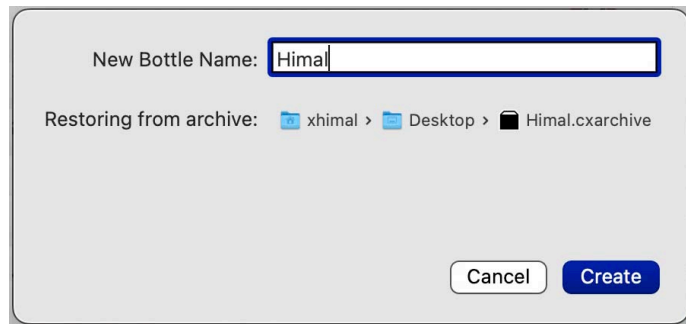 New Bottle Name: Himal
Restoring from archive: xhimal › Desktop › Himal.cxarchive
Cancel Create